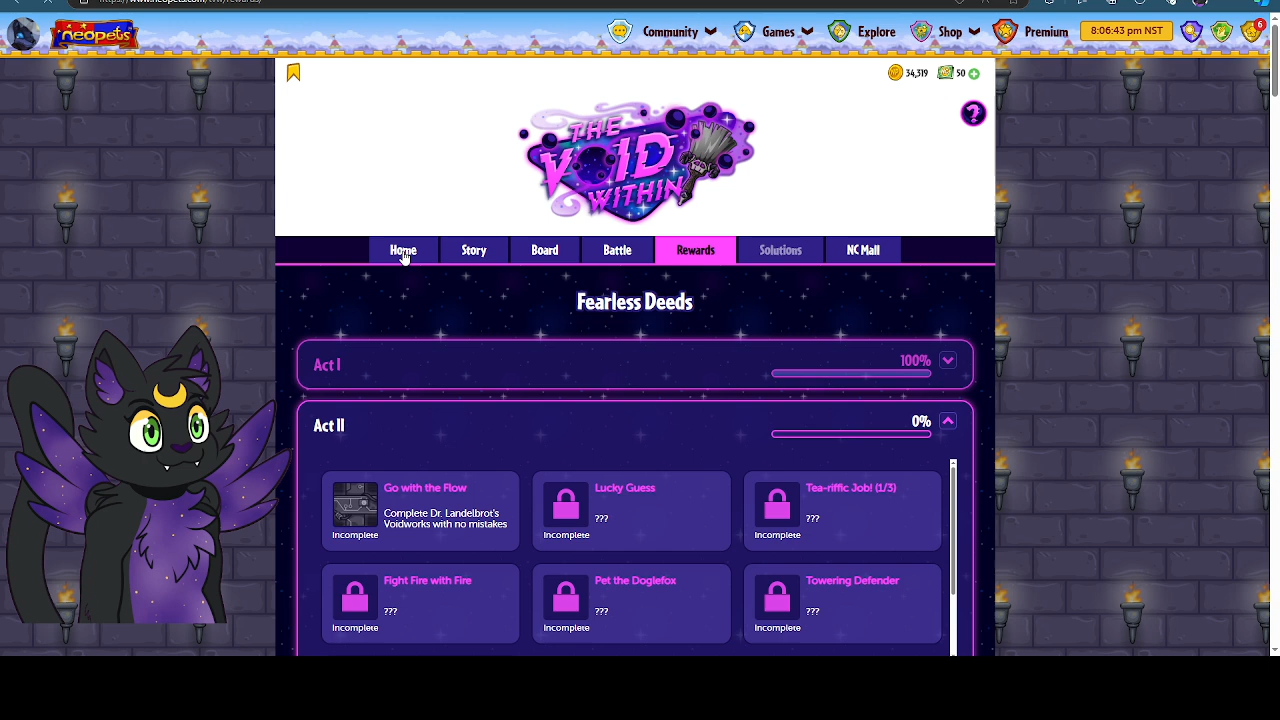 neopets
Community
Games
Explore
Shop
Premium
8:06:43 pm NST
6
34,319
50
?
THE
VOID
WITHIN
Home
Story
Board
Battle
Rewards
Solutions
NC Mall
Fearless Deeds
Act I
100%
Act II
0%
Go with the Flow
Complete Dr. Landelbrot's
Voidworks with no mistakes
Incomplete
Lucky Guess
???
Incomplete
Tea-riffic Job! (1/3)
???
Incomplete
Fight Fire with Fire
???
Incomplete
Pet the Doglefox
???
Incomplete
Towering Defender
???
Incomplete